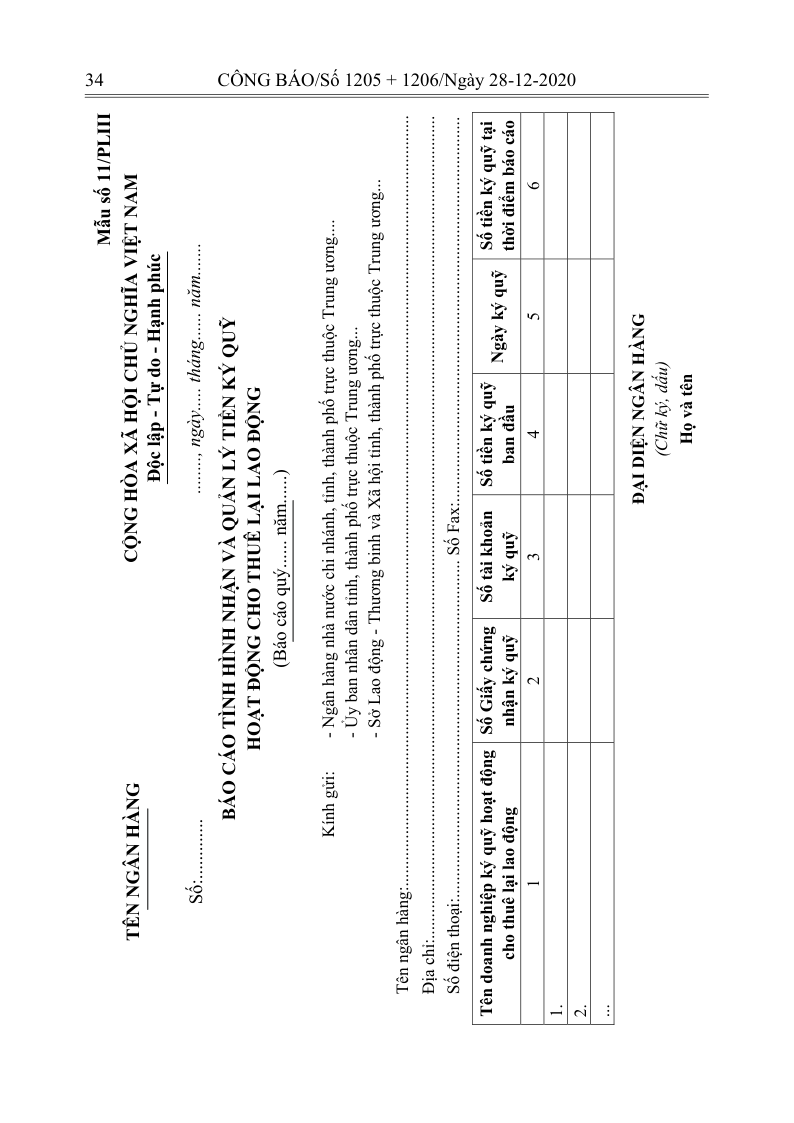 34 CÔNG BÁO/Số 1205 + 1206/Ngày 28-12-2020
Mẫu số 11/PLIII
TÊN NGÂN HÀNG CỘNG HÒA XÃ HỘI CHỦ NGHĨA VIỆT NAM
Độc lập - Tự do - Hạnh phúc
Số:.............. ......., ngày..... tháng...... năm.......
BÁO CÁO TÌNH HÌNH NHẬN VÀ QUẢN LÝ TIỀN KÝ QUỸ
HOẠT ĐỘNG CHO THUÊ LẠI LAO ĐỘNG
(Báo cáo quý...... năm......)
Kính gửi: - Ngân hàng nhà nước chi nhánh, tỉnh, thành phố trực thuộc Trung ương....
- Ủy ban nhân dân tỉnh, thành phố trực thuộc Trung ương...
- Sở Lao động - Thương binh và Xã hội tỉnh, thành phố trực thuộc Trung ương...
Tên ngân hàng:..........................................................................................
Địa chỉ:..........................................................................................
Số điện thoại:.......................................................... Số Fax:..........................................................
Tên doanh nghiệp ký quỹ hoạt động cho thuê lại lao động | Số Giấy chứng nhận ký quỹ | Số tài khoản ký quỹ | Số tiền ký quỹ ban đầu | Ngày ký quỹ | Số tiền ký quỹ tại thời điểm báo cáo
1 2 3 4 5 6
1.
2.
...
ĐẠI DIỆN NGÂN HÀNG
(Chữ ký, dấu)
Họ và tên